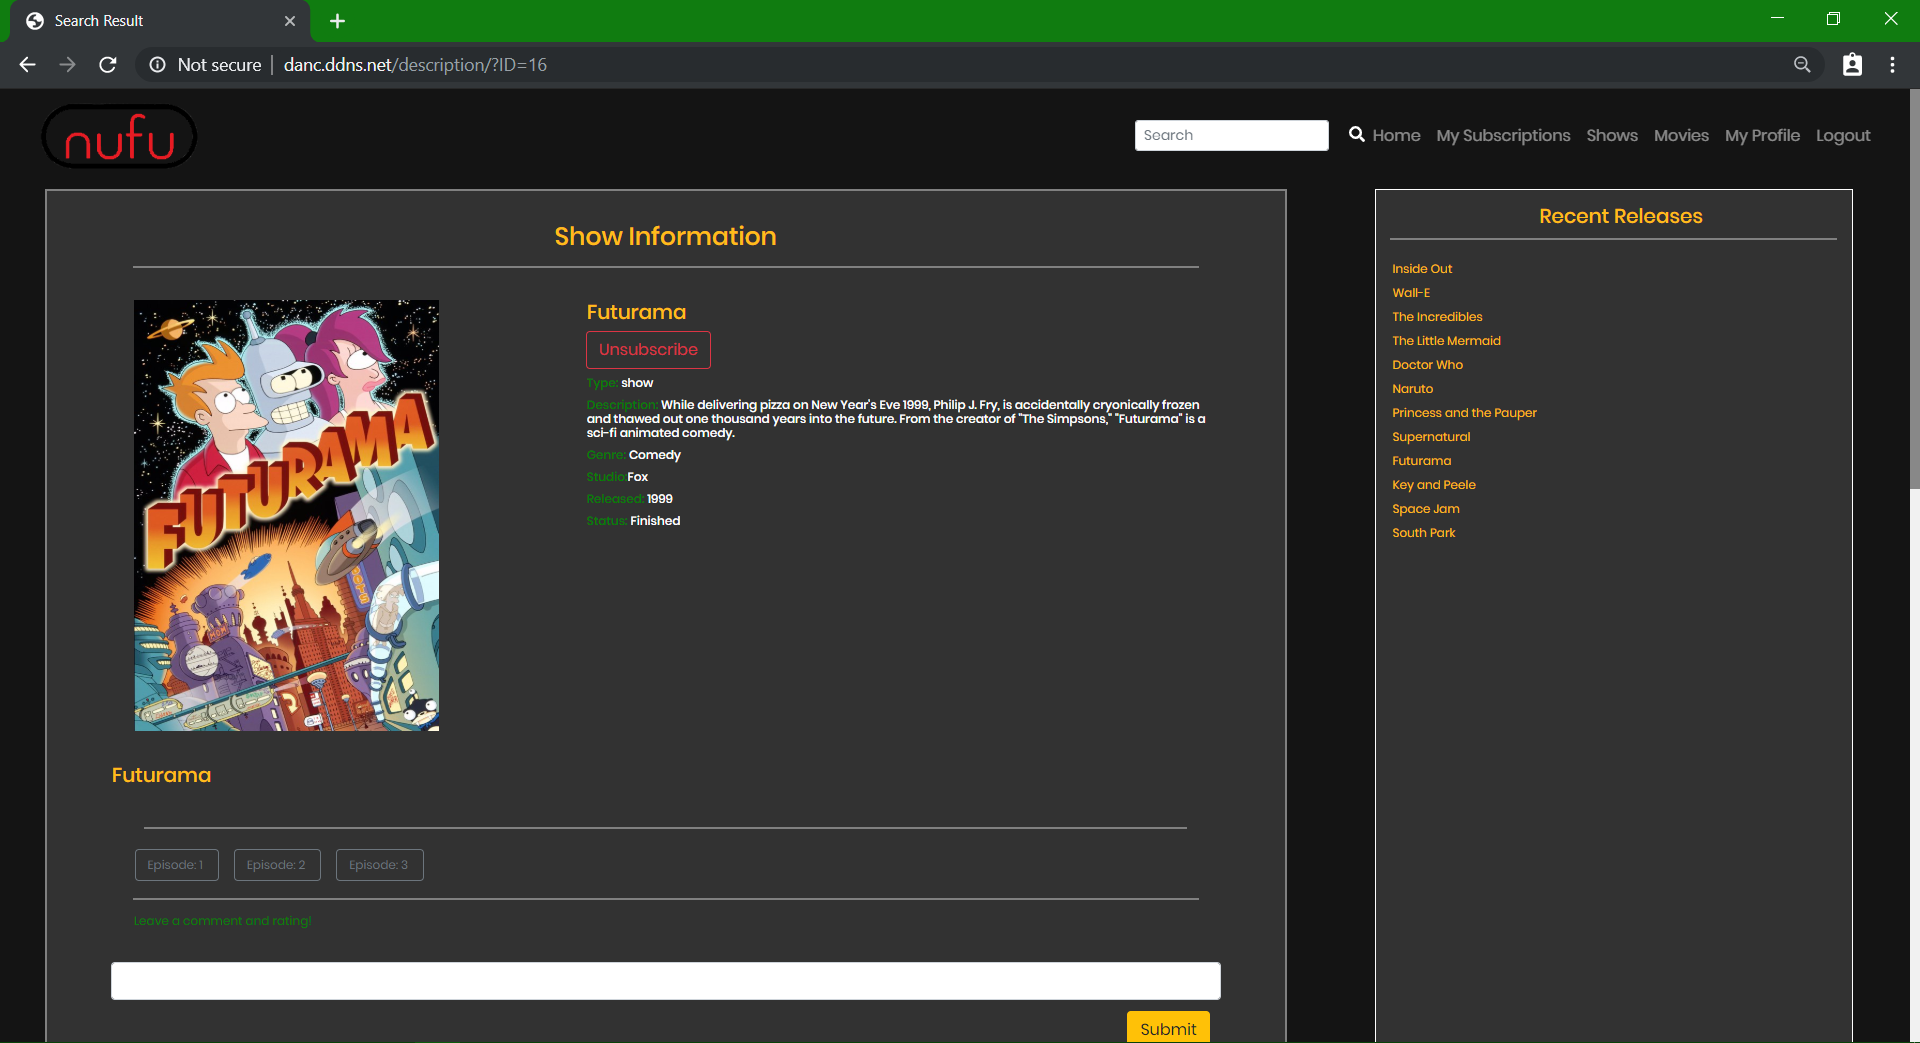 Search Result
Not secure | danc.ddns.net/description/?ID=16
nufu
Search
Home My Subscriptions Shows Movies My Profile Logout
Show Information
Futurama
Unsubscribe
Type: show
Description: While delivering pizza on New Year's Eve 1999, Philip J. Fry, is accidentally cryonically frozen
and thawed out one thousand years into the future. From the creator of "The Simpsons," "Futurama" is a
sci-fi animated comedy.
Genre: Comedy
Studio:Fox
Released: 1999
Status: Finished
FUTURAMA
MOM
Futurama
Episode: 1 Episode: 2 Episode: 3
Leave a comment and rating!
Submit
Recent Releases
Inside Out
Wall-E
The Incredibles
The Little Mermaid
Doctor Who
Naruto
Princess and the Pauper
Supernatural
Futurama
Key and Peele
Space Jam
South Park